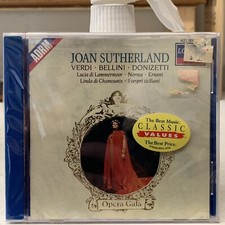 ADRM
JOAN SUTHERLAND
VERDI · BELLINI · DONIZETTI
Lucia di Lammermoor · Norma · Ernani
Linda di Chamounix · I vespri siciliani
The Best Music.
CLASSIC
VALUES
The Best Price.
Opera Gala